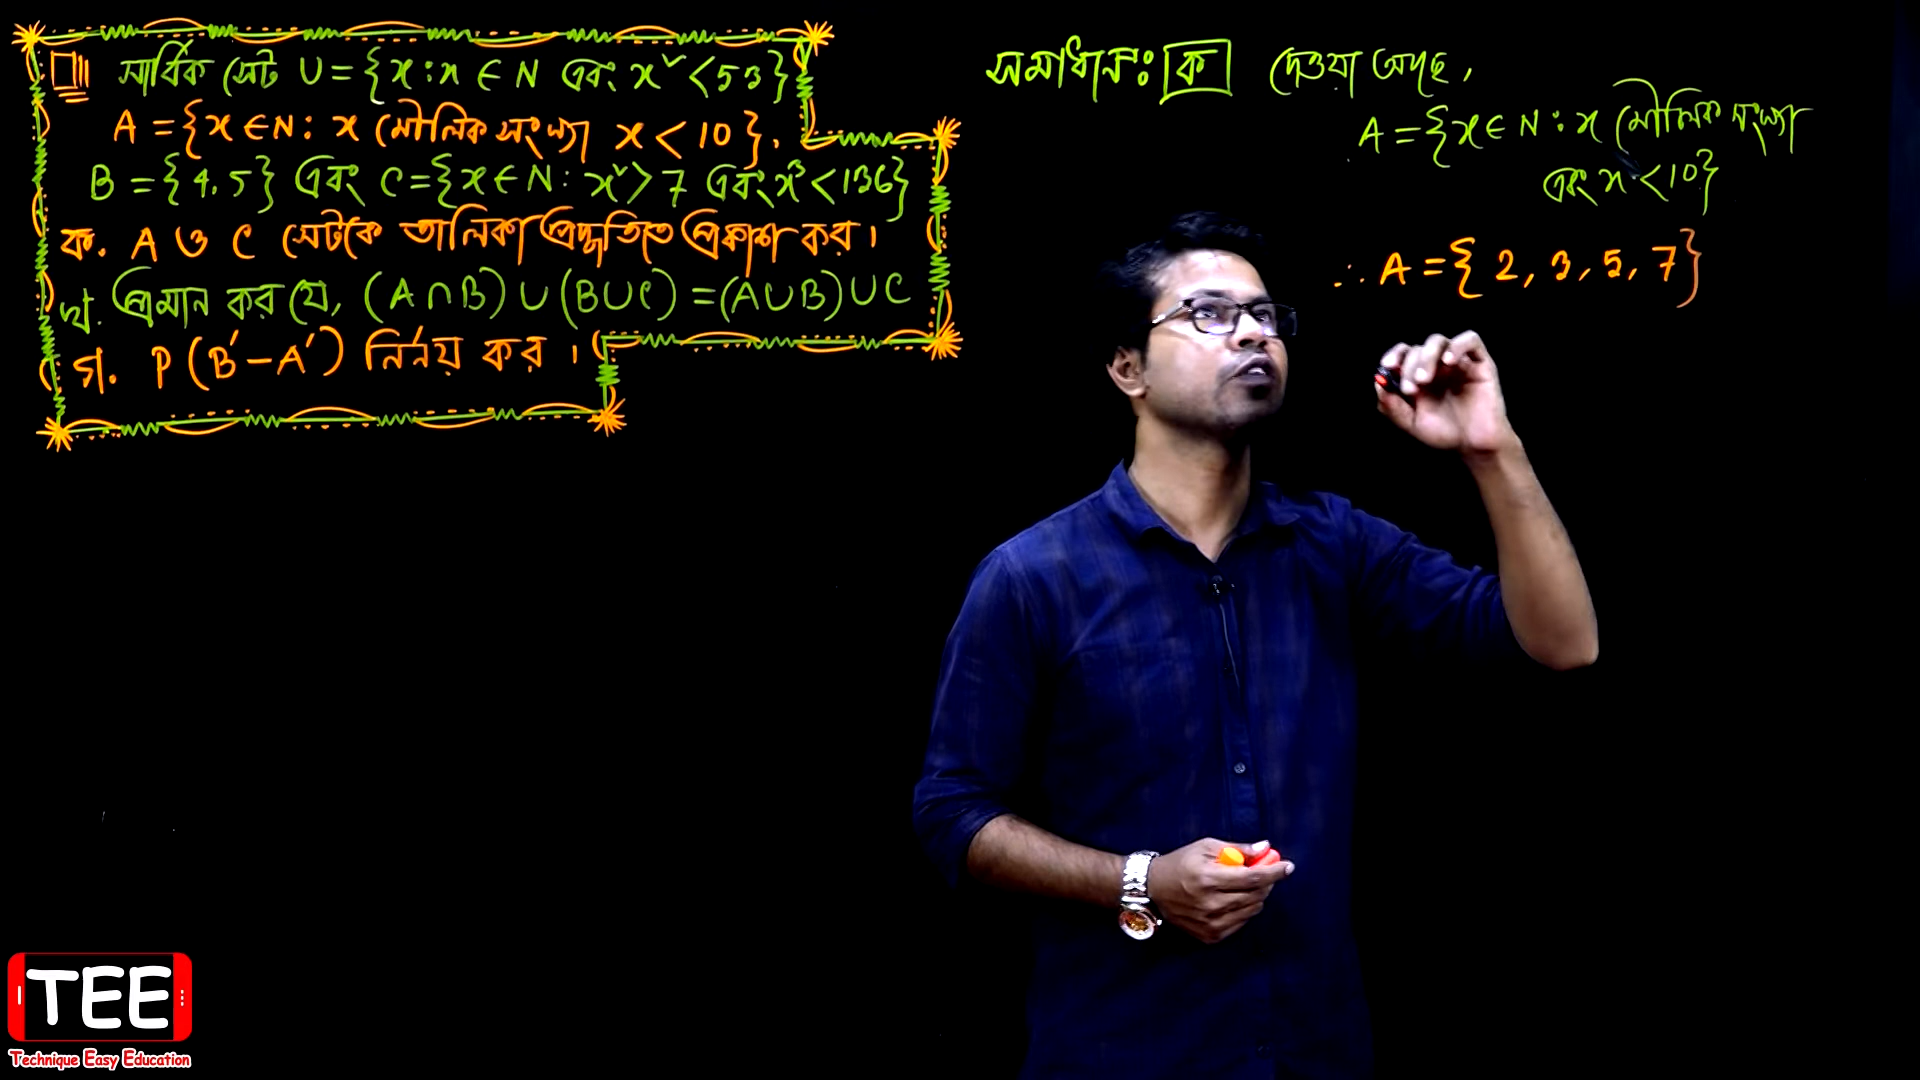 সার্বিক সেট U = {x : x ∈ N এবং x² < 53}
A = {x ∈ N : x মৌলিক সংখ্যা x < 10},
B = {4, 5} এবং C = {x ∈ N : x² > 7 এবং x³ < 136}
ক. A ও C সেটকে তালিকা পদ্ধতিতে প্রকাশ কর।
খ. প্রমান কর যে, (A ∩ B) ∪ (B ∪ C) = (A ∪ B) ∪ C
গ. P (B′ − A′) নির্নয় কর।
সমাধানঃ ক দেওয়া আছে,
A = {x ∈ N : x মৌলিক সংখ্যা
এবং x < 10}
∴ A = { 2, 3, 5, 7}
TEE
Technique Easy Education